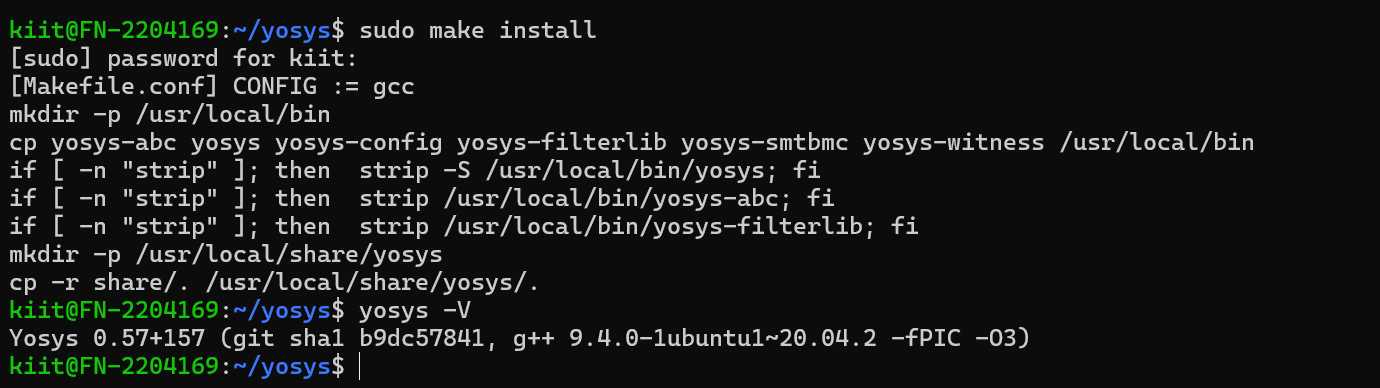 kiit@FN-2204169:~/yosys$ sudo make install
[sudo] password for kiit:
[Makefile.conf] CONFIG := gcc
mkdir -p /usr/local/bin
cp yosys-abc yosys yosys-config yosys-filterlib yosys-smtbmc yosys-witness /usr/local/bin
if [ -n "strip" ]; then  strip -S /usr/local/bin/yosys; fi
if [ -n "strip" ]; then  strip /usr/local/bin/yosys-abc; fi
if [ -n "strip" ]; then  strip /usr/local/bin/yosys-filterlib; fi
mkdir -p /usr/local/share/yosys
cp -r share/. /usr/local/share/yosys/.
kiit@FN-2204169:~/yosys$ yosys -V
Yosys 0.57+157 (git sha1 b9dc57841, g++ 9.4.0-1ubuntu1~20.04.2 -fPIC -O3)
kiit@FN-2204169:~/yosys$